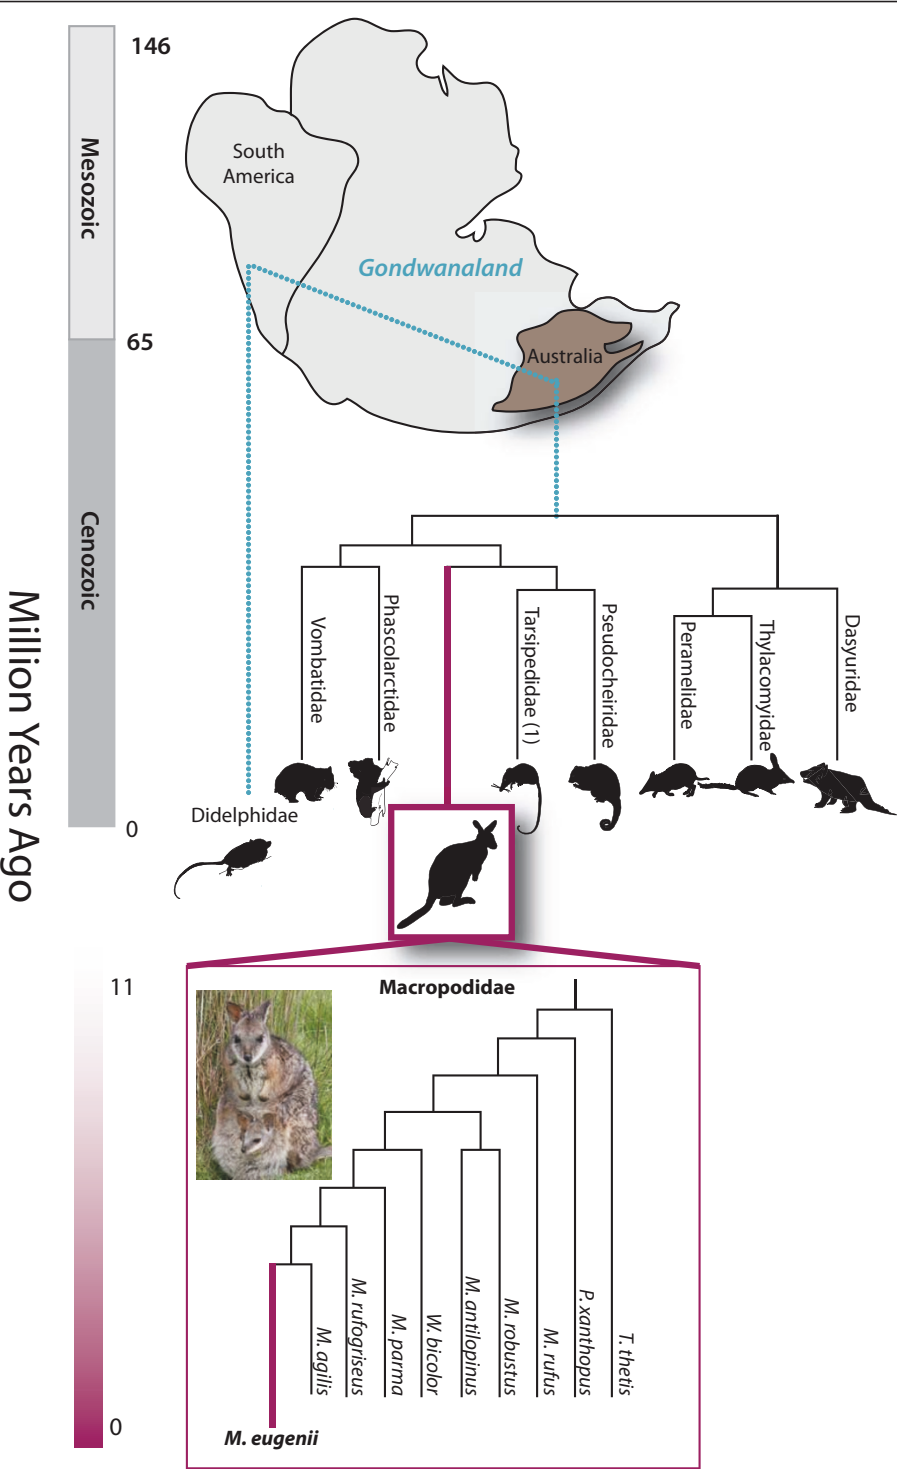 146
Mesozoic
South
America
Gondwanaland
65
Australia
Cenozoic
Million Years Ago
Vombatidae
Phascolarctidae
Tarsipedidae (1)
Pseudocheiridae
Peramelidae
Thylacomyidae
Dasyuridae
Didelphidae
0
11
Macropodidae
M. agilis
M. rufogriseus
M. parma
W. bicolor
M. antilopinus
M. robustus
M. rufus
P. xanthopus
T. thetis
0
M. eugenii